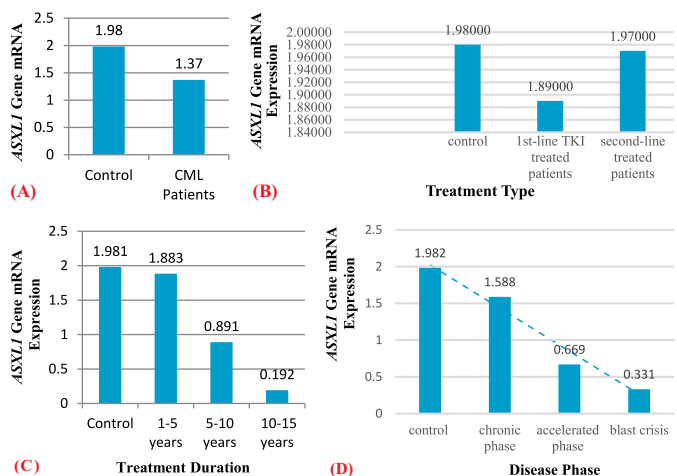 ASXL1 Gene mRNA
2.5
2
1.5
1
0.5
0
1.98
1.37
Control
CML
Patients
(A)
ASXL1 Gene mRNA
Expression
2.00000
1.98000
1.96000
1.94000
1.92000
1.90000
1.88000
1.86000
1.84000
1.98000
1.89000
1.97000
control
1st-line TKI
treated
patients
second-line
treated
patients
(B)
Treatment Type
ASXL1 Gene mRNA
Expression
2.5
2
1.5
1
0.5
0
1.981
1.883
0.891
0.192
Control
1-5
years
5-10
years
10-15
years
(C)
Treatment Duration
ASXL1 Gene mRNA
Expression
2.5
2
1.5
1
0.5
0
1.982
1.588
0.669
0.331
control
chronic
phase
accelerated
phase
blast crisis
(D)
Disease Phase